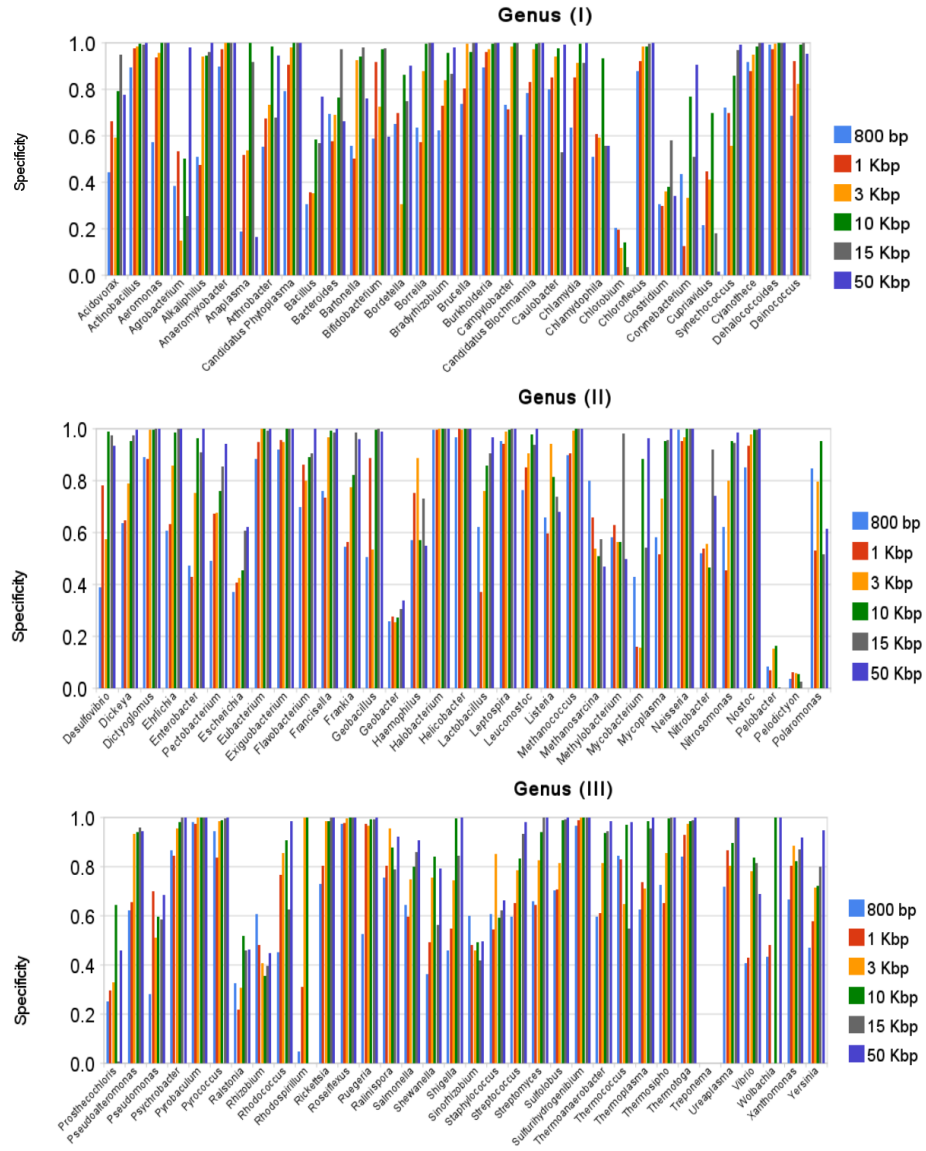 Genus (I)
Specificity
1.0
0.8
0.6
0.4
0.2
0.0
Acidovorax
Actinobacillus
Aeromonas
Agrobacterium
Alkaliphilus
Anaeromyxobacter
Anaplasma
Arthrobacter
Candidatus Phytoplasma
Bacillus
Bacteroides
Bartonella
Bifidobacterium
Bordetella
Borrelia
Bradyrhizobium
Brucella
Burkholderia
Campylobacter
Candidatus Blochmannia
Caulobacter
Chlamydia
Chlamydophila
Chlorobium
Chloroflexus
Clostridium
Corynebacterium
Cupriavidus
Synechococcus
Cyanothece
Dehalococcoides
Deinococcus
800 bp
1 Kbp
3 Kbp
10 Kbp
15 Kbp
50 Kbp
Genus (II)
Specificity
1.0
0.8
0.6
0.4
0.2
0.0
Desulfovibrio
Dickeya
Dictyoglomus
Ehrlichia
Enterobacter
Pectobacterium
Escherichia
Eubacterium
Exiguobacterium
Flavobacterium
Francisella
Frankia
Geobacillus
Geobacter
Haemophilus
Halobacterium
Helicobacter
Lactobacillus
Leptospira
Leuconostoc
Listeria
Methanococcus
Methanosarcina
Methylobacterium
Mycobacterium
Mycoplasma
Neisseria
Nitrobacter
Nitrosomonas
Nostoc
Pelobacter
Pelodictyon
Polaromonas
800 bp
1 Kbp
3 Kbp
10 Kbp
15 Kbp
50 Kbp
Genus (III)
Specificity
1.0
0.8
0.6
0.4
0.2
0.0
Prosthecochloris
Pseudoalteromonas
Pseudomonas
Psychrobacter
Pyrobaculum
Pyrococcus
Ralstonia
Rhizobium
Rhodococcus
Rhodospirillum
Rickettsia
Roseiflexus
Ruegeria
Salinispora
Salmonella
Shewanella
Shigella
Sinorhizobium
Staphylococcus
Streptococcus
Streptomyces
Sulfolobus
Sulfurihydrogenibium
Thermoanaerobacter
Thermococcus
Thermoplasma
Thermosipho
Thermotoga
Treponema
Ureaplasma
Vibrio
Wolbachia
Xanthomonas
Yersinia
800 bp
1 Kbp
3 Kbp
10 Kbp
15 Kbp
50 Kbp